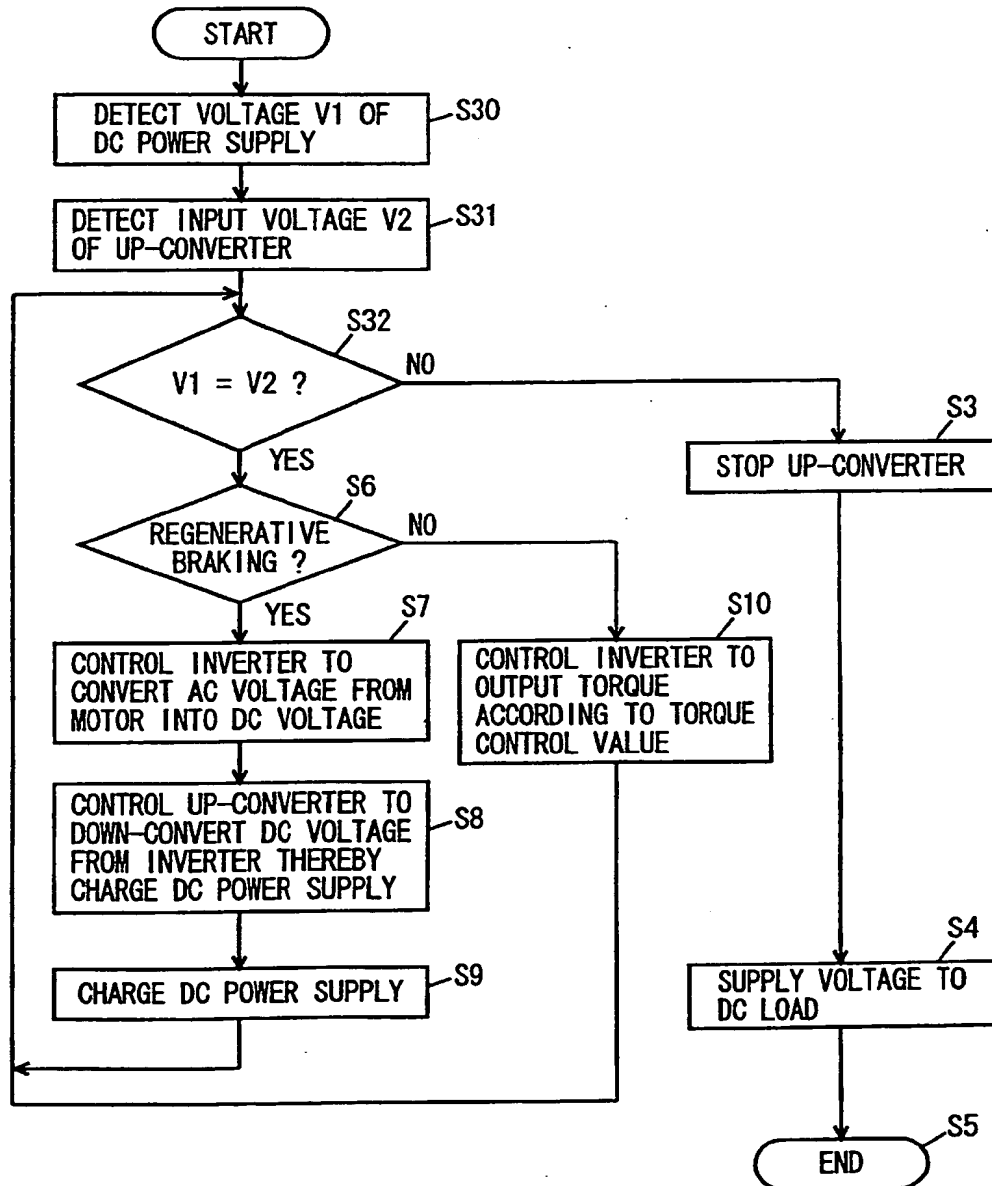 START
DETECT VOLTAGE V1 OF
DC POWER SUPPLY
S30
DETECT INPUT VOLTAGE V2
OF UP-CONVERTER
S31
S32
V1 = V2 ?
NO
YES
S3
STOP UP-CONVERTER
S6
REGENERATIVE
BRAKING ?
NO
YES
S7
CONTROL INVERTER TO
CONVERT AC VOLTAGE FROM
MOTOR INTO DC VOLTAGE
S10
CONTROL INVERTER TO
OUTPUT TORQUE
ACCORDING TO TORQUE
CONTROL VALUE
CONTROL UP-CONVERTER TO
DOWN-CONVERT DC VOLTAGE
FROM INVERTER THEREBY
CHARGE DC POWER SUPPLY
S8
CHARGE DC POWER SUPPLY
S9
S4
SUPPLY VOLTAGE TO
DC LOAD
S5
END